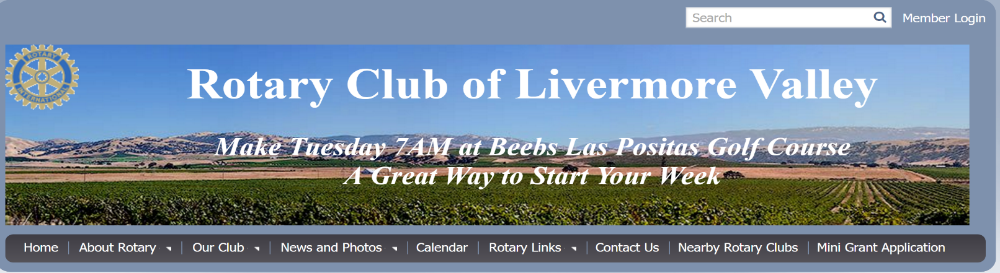 Search
Member Login
ROTARY
INTERNATIONAL
Rotary Club of Livermore Valley
Make Tuesday 7AM at Beebs Las Positas Golf Course
A Great Way to Start Your Week
Home About Rotary Our Club News and Photos Calendar Rotary Links Contact Us Nearby Rotary Clubs Mini Grant Application